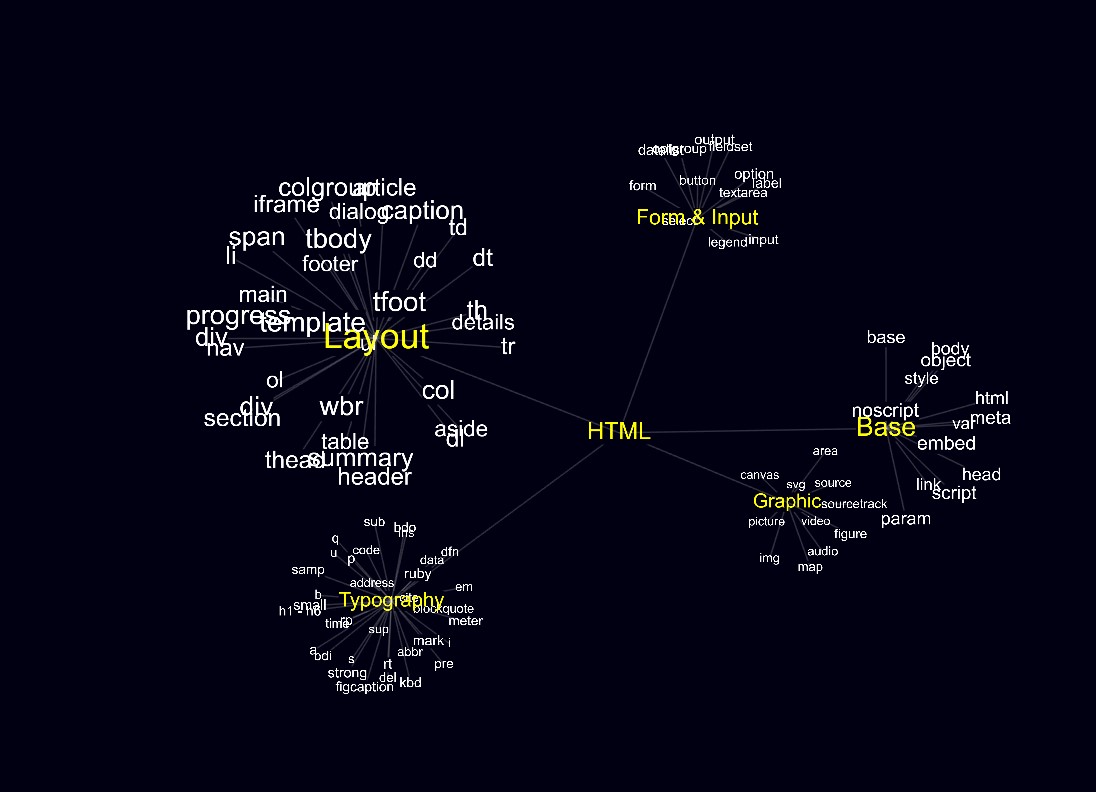 output
datalist
optgroup
fieldset
button
option
label
form
textarea
Form & Input
select
legend
input
colgroup
article
iframe
dialog
caption
td
span
tbody
li
footer
dd
dt
main
tfoot
th
progress
template
details
div
nav
Layout
tr
ol
col
div
wbr
section
aside
dl
table
thead
summary
header
HTML
base
body
object
style
html
noscript
meta
var
Base
embed
head
link
script
param
area
canvas
svg
source
Graphic
sourcetrack
picture
video
figure
audio
img
map
sub
bdo
ins
q
u
code
p
dfn
data
samp
ruby
address
em
b
cite
Typography
small
h1 - h6
blockquote
time
rp
meter
sup
mark
i
a
bdi
abbr
s
rt
pre
strong
del
kbd
figcaption